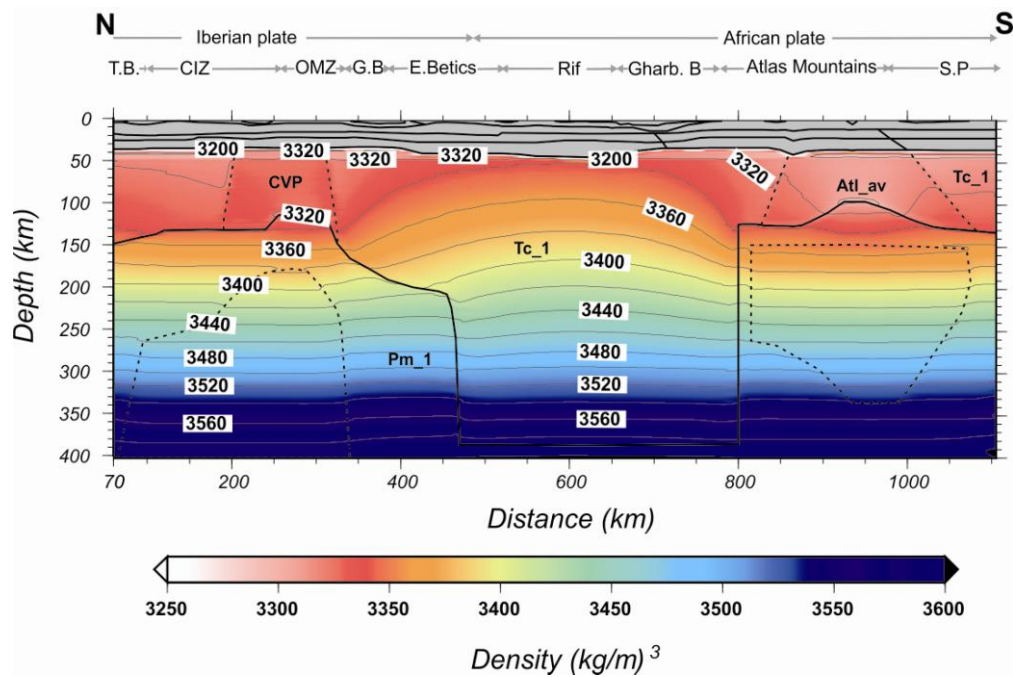 N S
Iberian plate African plate
T.B. CIZ OMZ G.B E.Betics Rif Gharb. B Atlas Mountains S.P
0
50
100
150
200
250
300
350
400
Depth (km)
3200 3320 3320 3320 3200 3320
CVP Atl_av Tc_1
3320 3360
3360 Tc_1 3400
3400
3440 3440
3480 Pm_1 3480
3520 3520
3560 3560
70 200 400 600 800 1000
Distance (km)
3250 3300 3350 3400 3450 3500 3550 3600
Density (kg/m)³